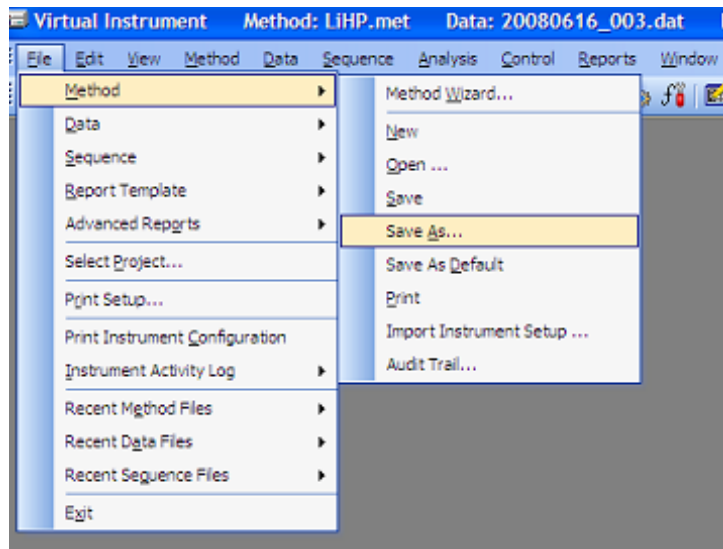 Virtual Instrument Method: LiHP.met Data: 20080616_003.dat
File Edit View Method Data Sequence Analysis Control Reports Window
Method
Data
Sequence
Report Template
Advanced Reports
Select Project...
Print Setup...
Print Instrument Configuration
Instrument Activity Log
Recent Method Files
Recent Data Files
Recent Sequence Files
Exit
Method Wizard...
New
Open ...
Save
Save As...
Save As Default
Print
Import Instrument Setup ...
Audit Trail...